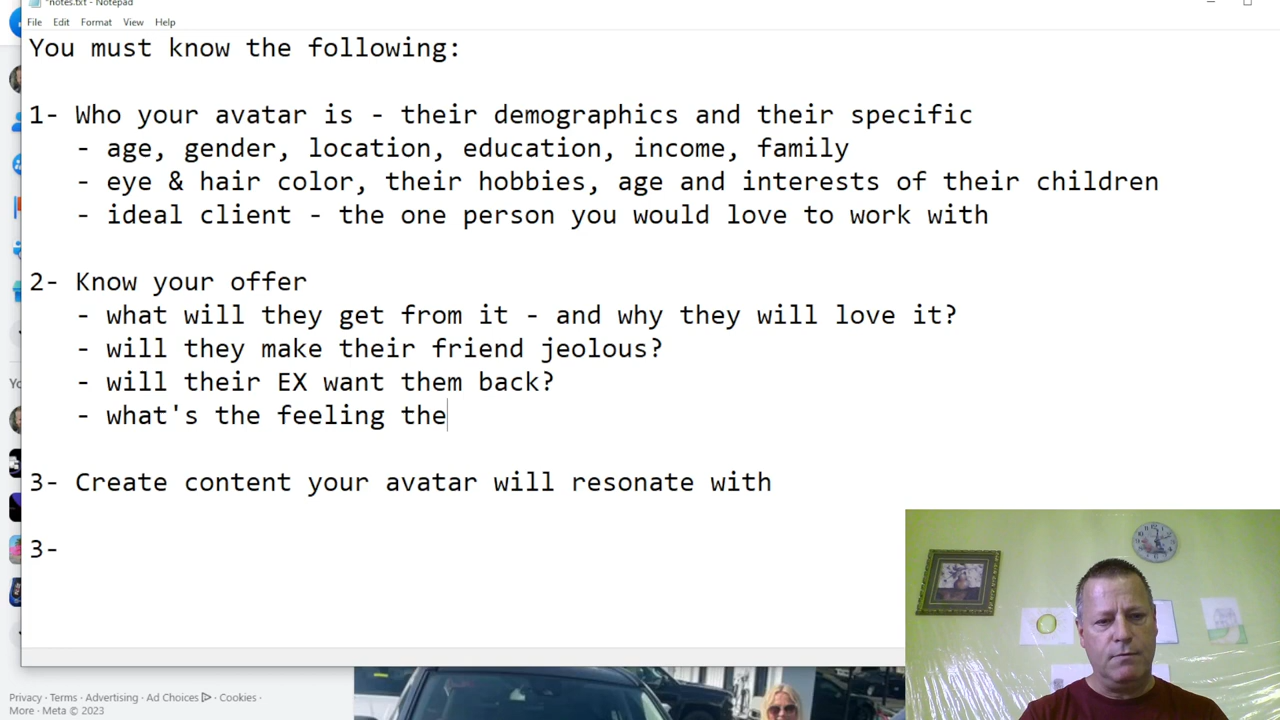 *notes.txt - Notepad
File Edit Format View Help
You must know the following:
1- Who your avatar is - their demographics and their specific
- age, gender, location, education, income, family
- eye & hair color, their hobbies, age and interests of their children
- ideal client - the one person you would love to work with
2- Know your offer
- what will they get from it - and why they will love it?
- will they make their friend jeolous?
- will their EX want them back?
- what's the feeling the
3- Create content your avatar will resonate with
3-
Yo
Privacy · Terms · Advertising · Ad Choices · Cookies ·
More · Meta © 2023